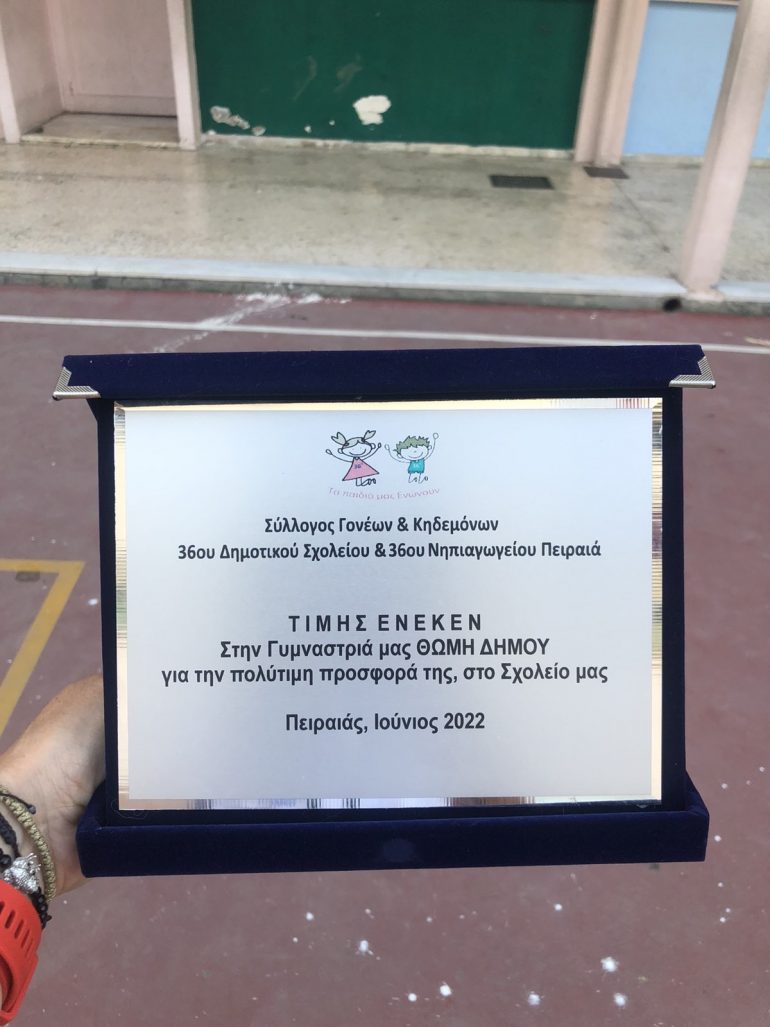 Τα παιδιά μας Ενώνουν
Σύλλογος Γονέων & Κηδεμόνων
36ου Δημοτικού Σχολείου & 36ου Νηπιαγωγείου Πειραιά
ΤΙΜΗΣ ΕΝΕΚΕΝ
Στην Γυμναστριά μας ΘΩΜΗ ΔΗΜΟΥ
για την πολύτιμη προσφορά της, στο Σχολείο μας
Πειραιάς, Ιούνιος 2022